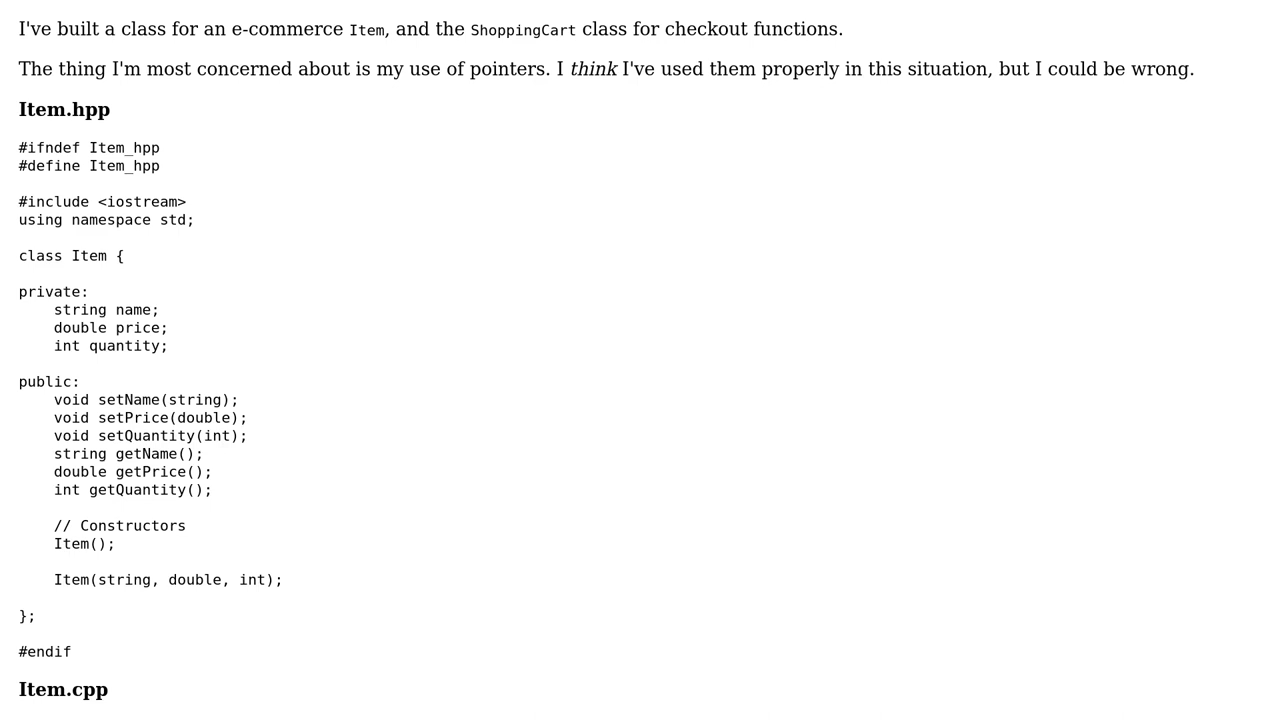 I've built a class for an e-commerce Item, and the ShoppingCart class for checkout functions.
The thing I'm most concerned about is my use of pointers. I think I've used them properly in this situation, but I could be wrong.
Item.hpp
#ifndef Item_hpp
#define Item_hpp
#include <iostream>
using namespace std;
class Item {
private:
    string name;
    double price;
    int quantity;
public:
    void setName(string);
    void setPrice(double);
    void setQuantity(int);
    string getName();
    double getPrice();
    int getQuantity();
    // Constructors
    Item();
    Item(string, double, int);
};
#endif
Item.cpp